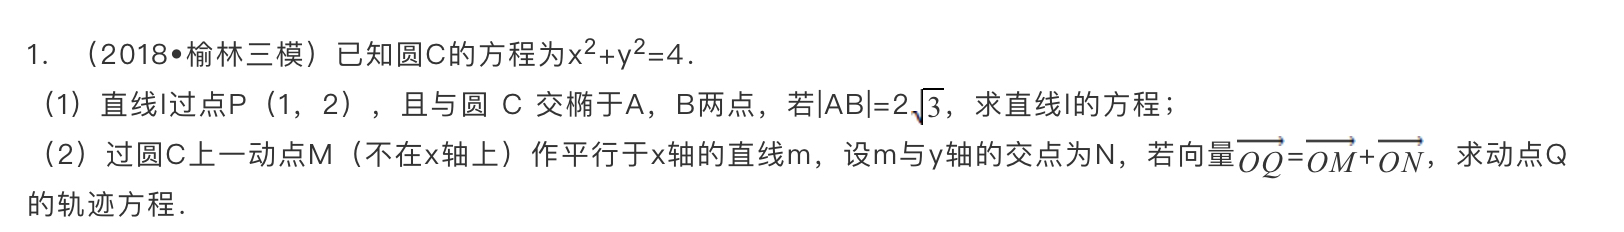 1. （2018•榆林三模）已知圆C的方程为x²+y²=4.
（1）直线l过点P（1，2），且与圆 C 交椭于A，B两点，若|AB|=2√3，求直线l的方程；
（2）过圆C上一动点M（不在x轴上）作平行于x轴的直线m，设m与y轴的交点为N，若向量\overrightarrow{OQ}=\overrightarrow{OM}+\overrightarrow{ON}，求动点Q
的轨迹方程.